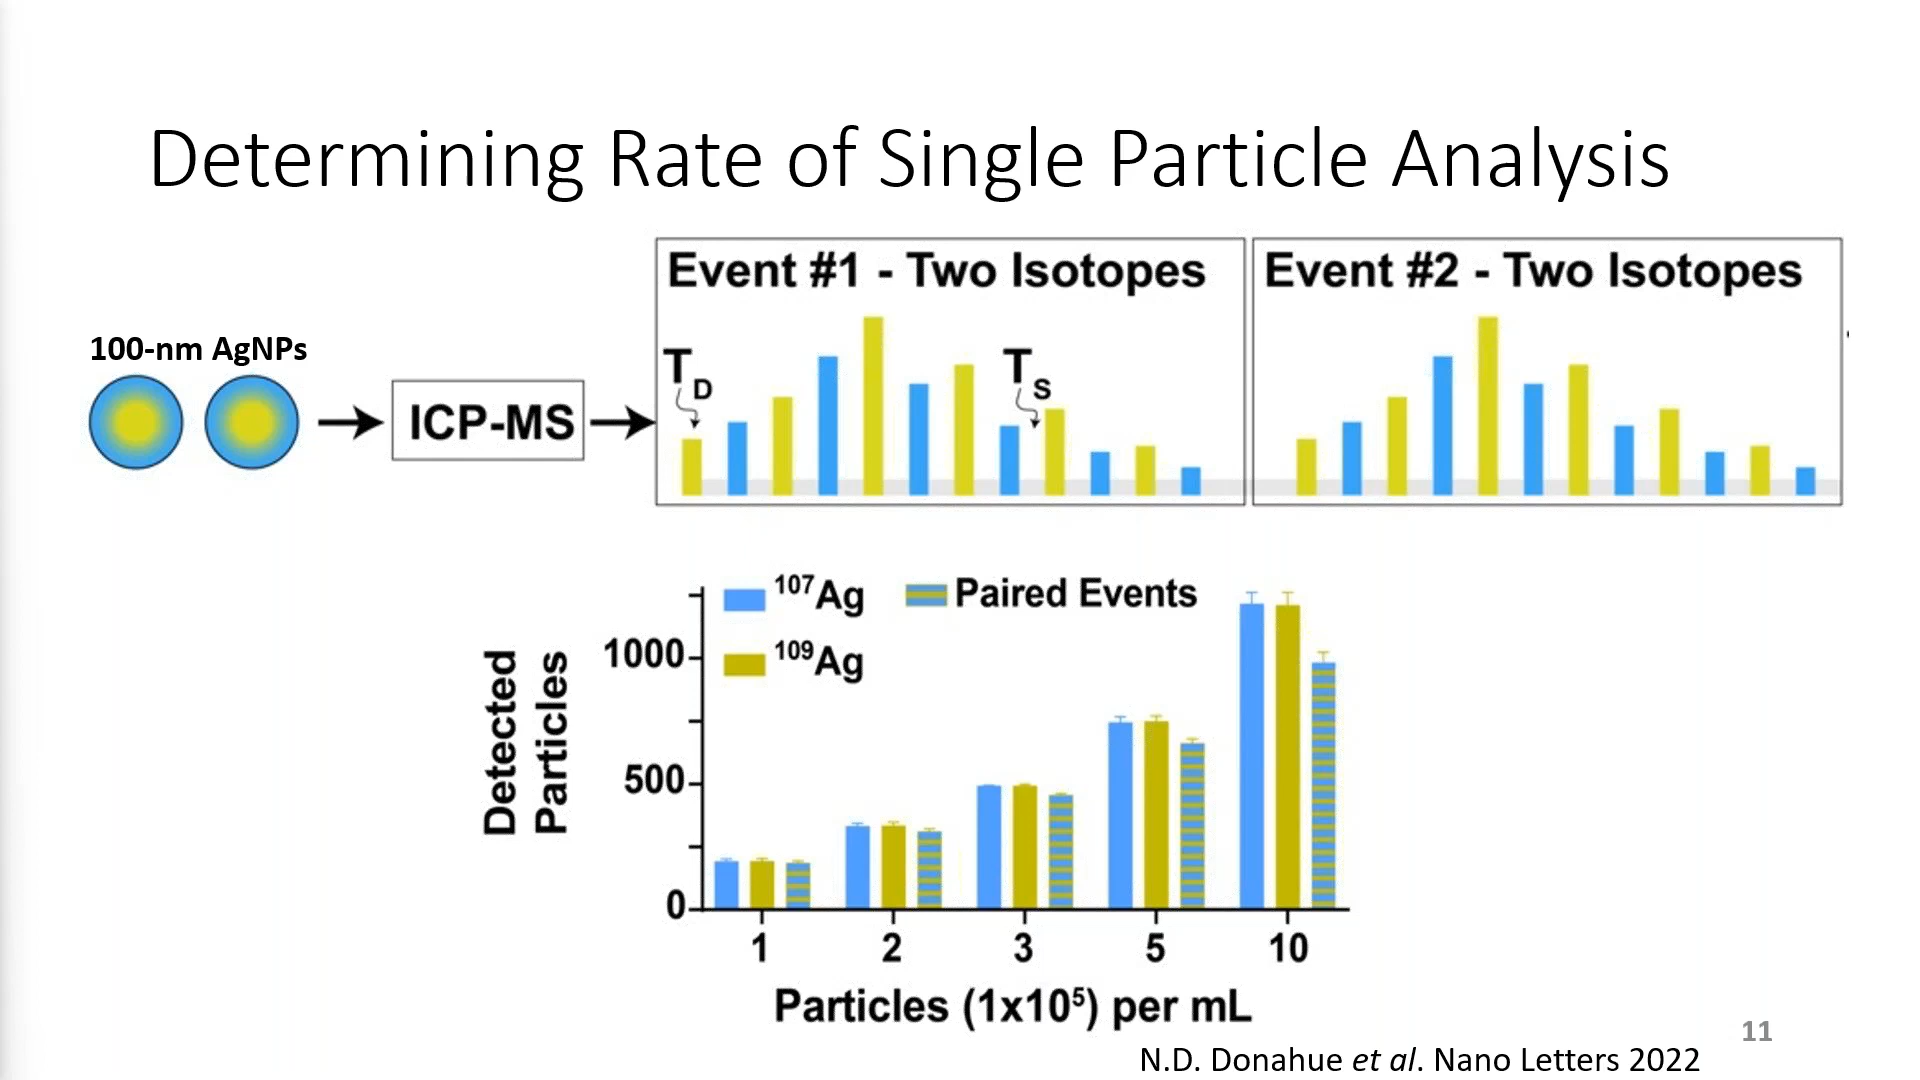 Determining Rate of Single Particle Analysis
Event #1 - Two Isotopes
Event #2 - Two Isotopes
100-nm AgNPs
T_D
T_S
ICP-MS
¹⁰⁷Ag
Paired Events
¹⁰⁹Ag
Detected
Particles
1000
500
0
1 2 3 5 10
Particles (1x10⁵) per mL
11
N.D. Donahue et al. Nano Letters 2022